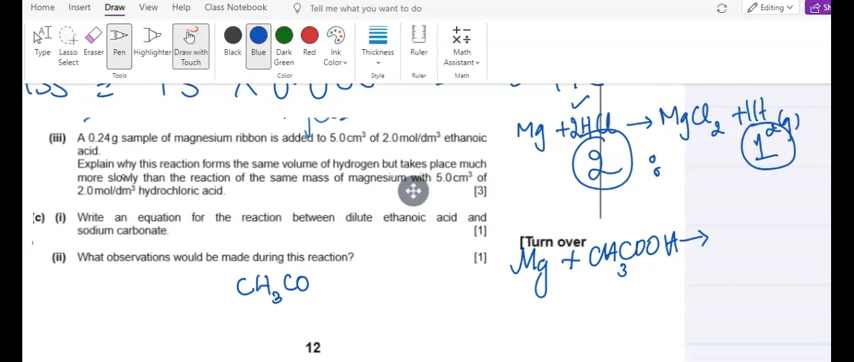 Home Insert Draw View Help Class Notebook Tell me what you want to do Editing
Type Lasso Select Eraser Pen Highlighter Draw with Touch Black Blue Dark Green Red Ink Color Thickness Ruler Math Assistant
Tools Color Style Ruler Math
(iii) A 0.24 g sample of magnesium ribbon is added to 5.0 cm³ of 2.0 mol/dm³ ethanoic
acid.
Explain why this reaction forms the same volume of hydrogen but takes place much
more slowly than the reaction of the same mass of magnesium with 5.0 cm³ of
2.0 mol/dm³ hydrochloric acid. [3]
(c) (i) Write an equation for the reaction between dilute ethanoic acid and
sodium carbonate. [1]
(ii) What observations would be made during this reaction? [1]
CH₃CO
12
Mg + 2HCl → MgCl₂ + 1H₂(g)
2 : 1
[Turn over
Mg + CH₃COOH →